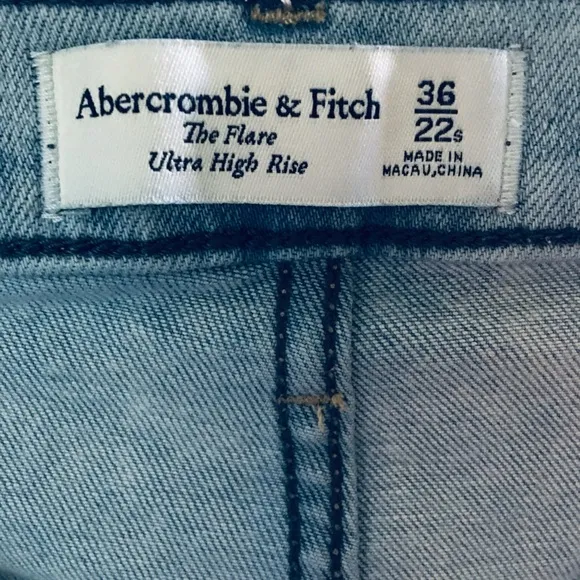 Abercrombie & Fitch
The Flare
Ultra High Rise
36
22s
MADE IN
MACAU,CHINA